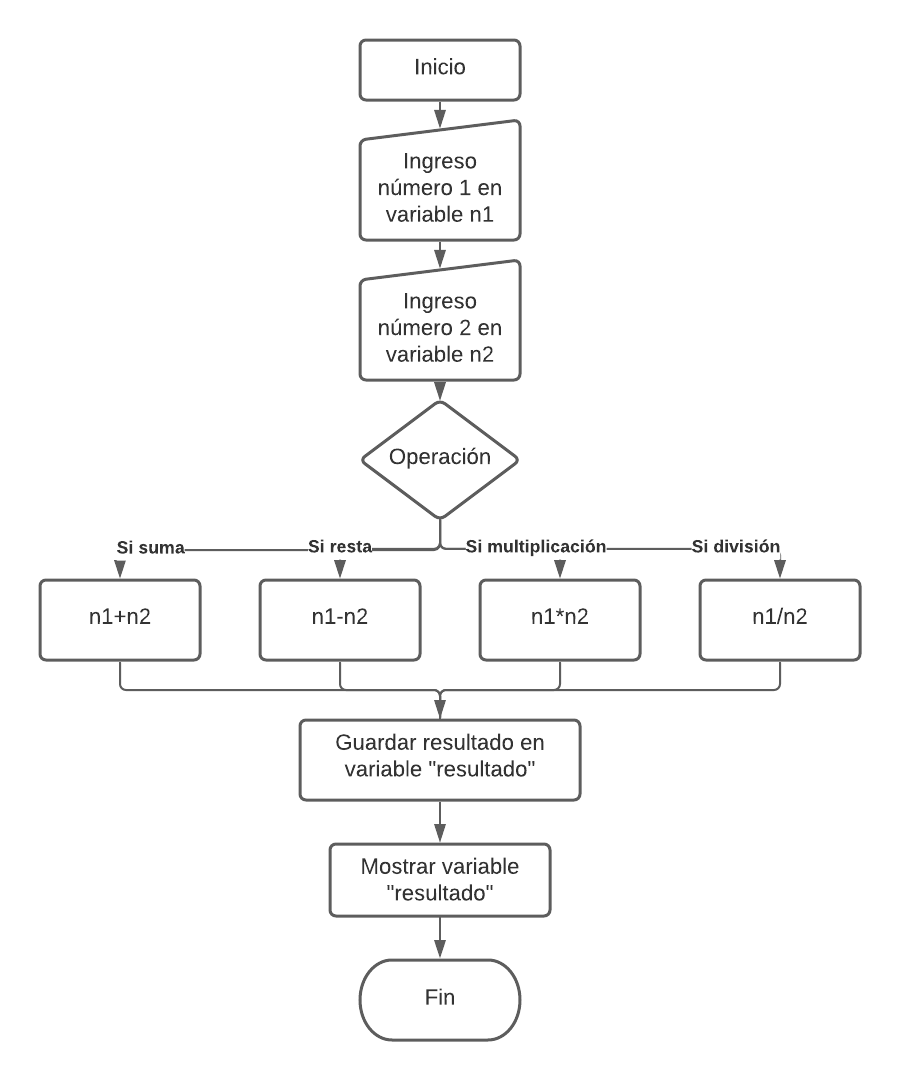 Inicio
Ingreso
número 1 en
variable n1
Ingreso
número 2 en
variable n2
Operación
Si suma
Si resta
Si multiplicación
Si división
n1+n2
n1-n2
n1*n2
n1/n2
Guardar resultado en
variable "resultado"
Mostrar variable
"resultado"
Fin